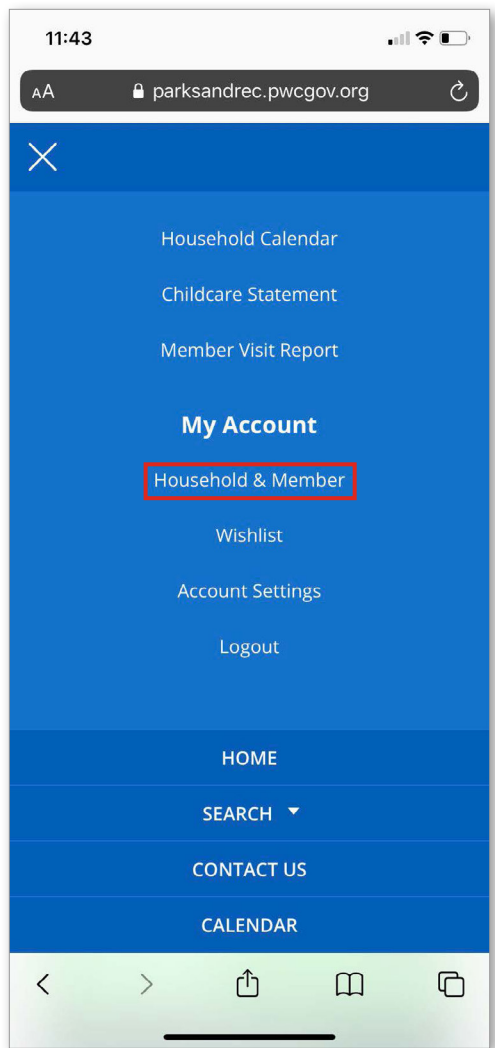 11:43
AA parksandrec.pwcgov.org
Household Calendar
Childcare Statement
Member Visit Report
My Account
Household & Member
Wishlist
Account Settings
Logout
HOME
SEARCH
CONTACT US
CALENDAR